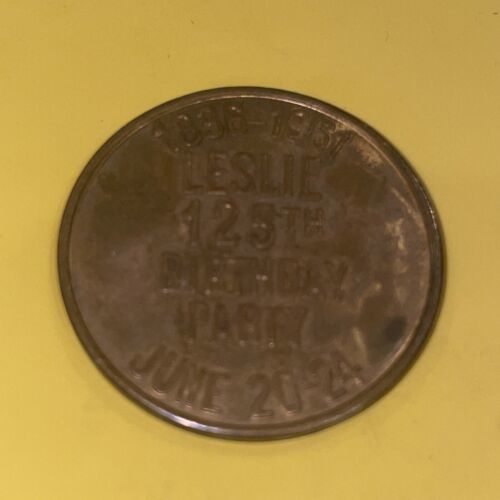 1836-1961
LESLIE
125TH
BIRTHDAY
PARTY
JUNE 20-24